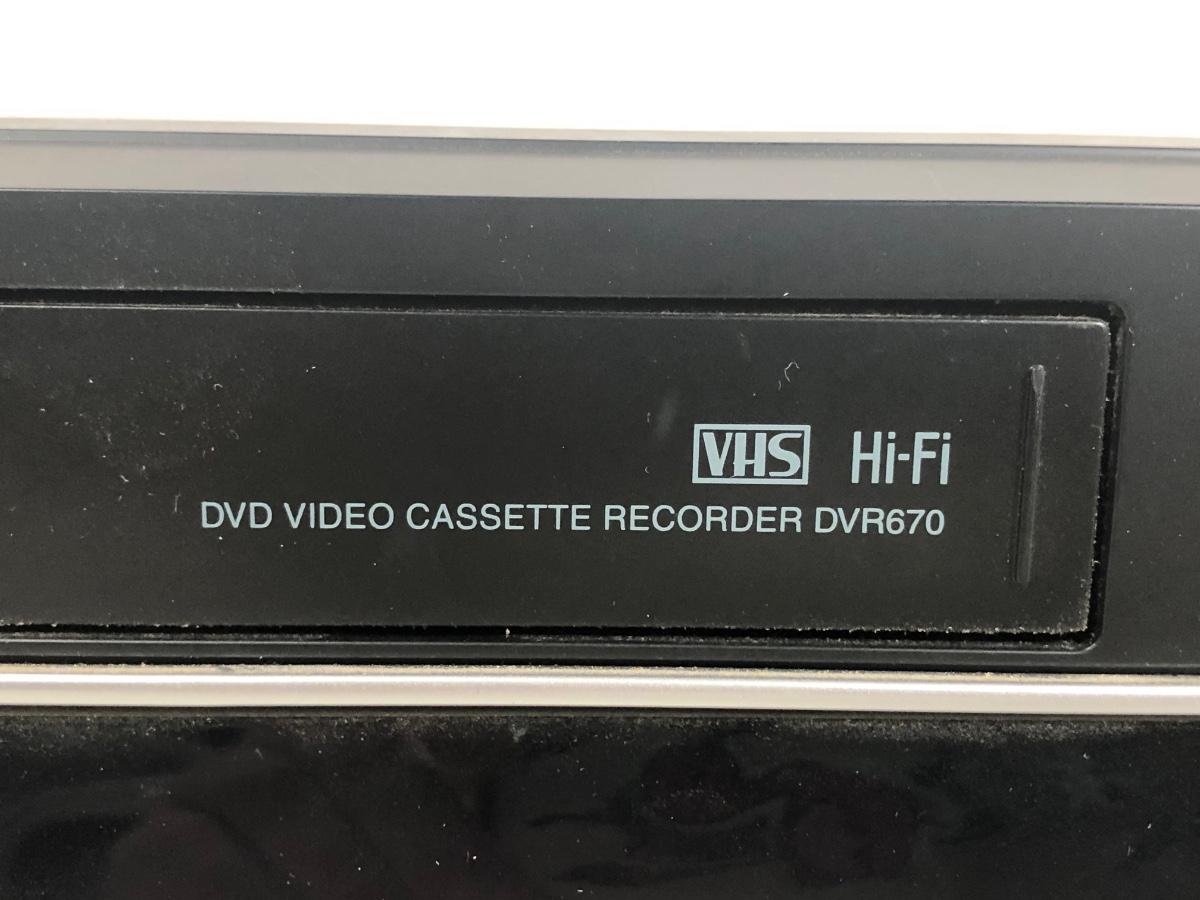 VHS Hi-Fi
DVD VIDEO CASSETTE RECORDER DVR670